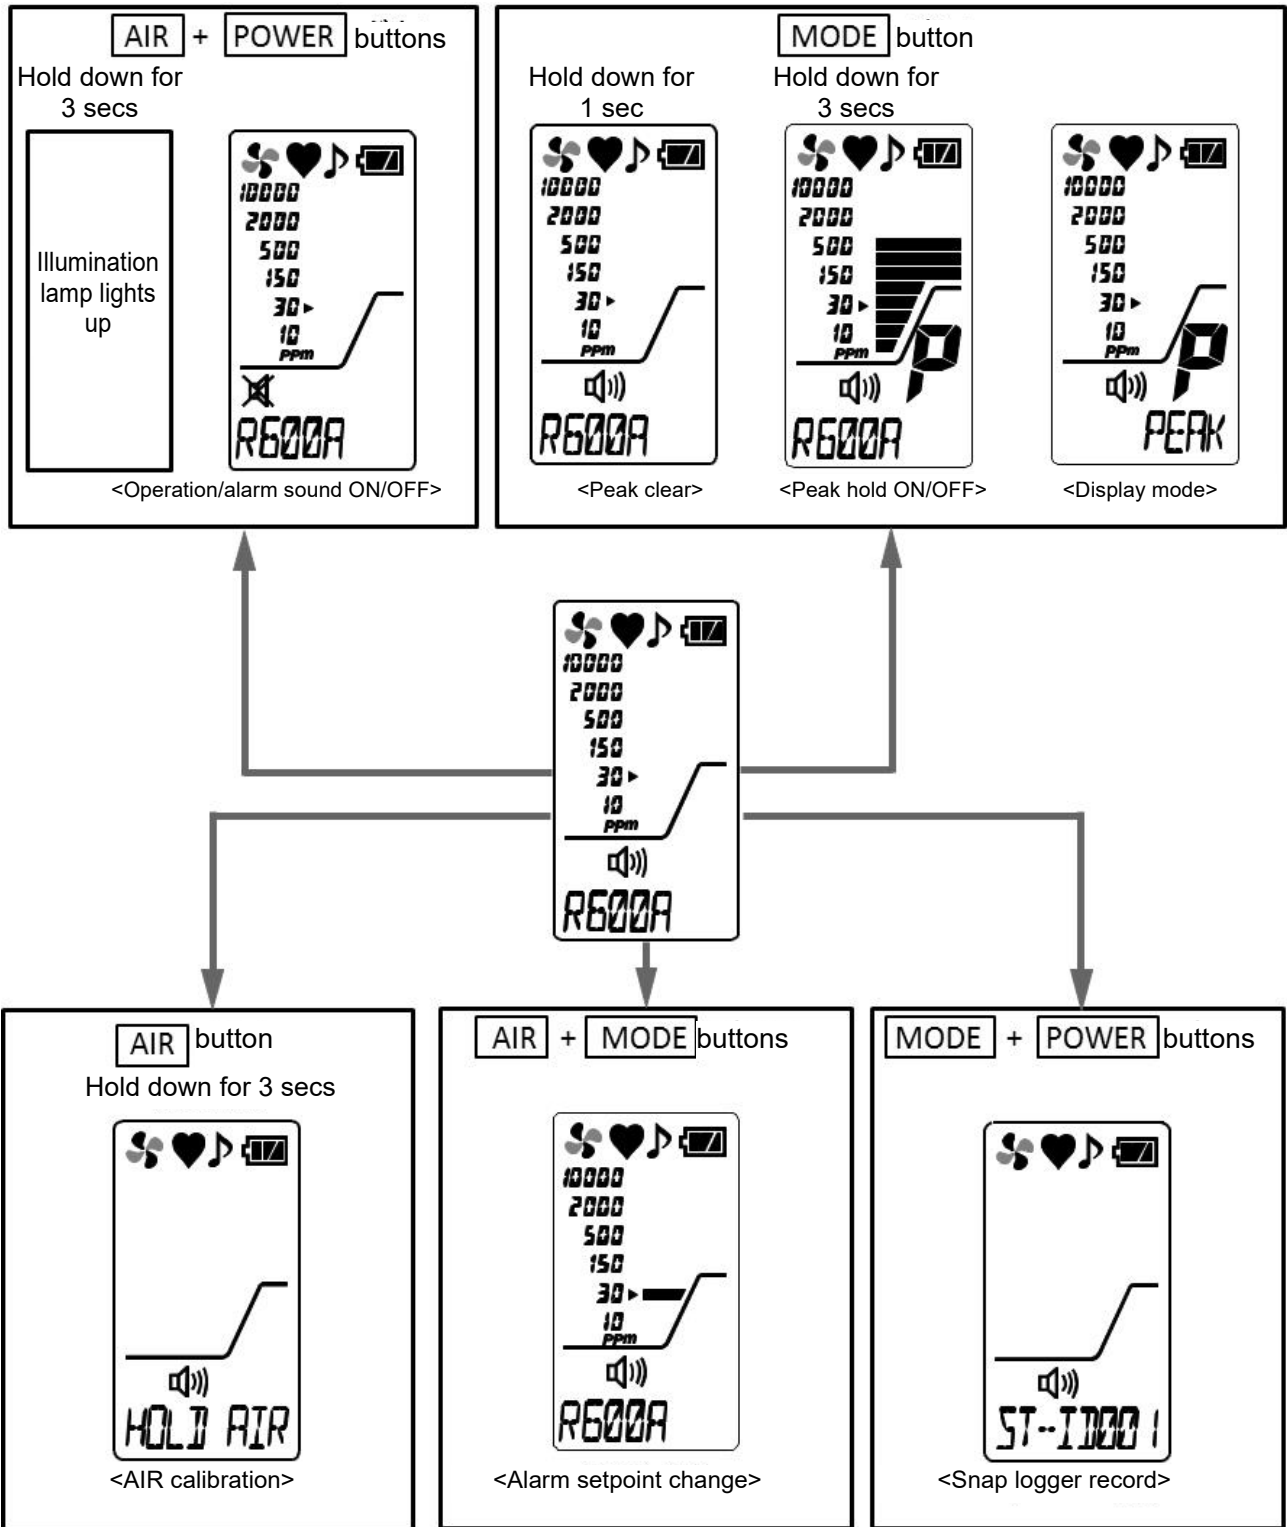 AIR + POWER buttons
Hold down for
3 secs
Illumination
lamp lights
up
10000
2000
500
150
30
10
ppm
R600A
<Operation/alarm sound ON/OFF>
MODE button
Hold down for
1 sec
10000
2000
500
150
30
10
ppm
R600A
<Peak clear>
Hold down for
3 secs
10000
2000
500
150
30
10
ppm
P
R600A
<Peak hold ON/OFF>
10000
2000
500
150
30
10
ppm
P
PEAK
<Display mode>
10000
2000
500
150
30
10
ppm
R600A
AIR button
Hold down for 3 secs
HOLD AIR
<AIR calibration>
AIR + MODE buttons
10000
2000
500
150
30
10
ppm
R600A
<Alarm setpoint change>
MODE + POWER buttons
ST--ID001
<Snap logger record>